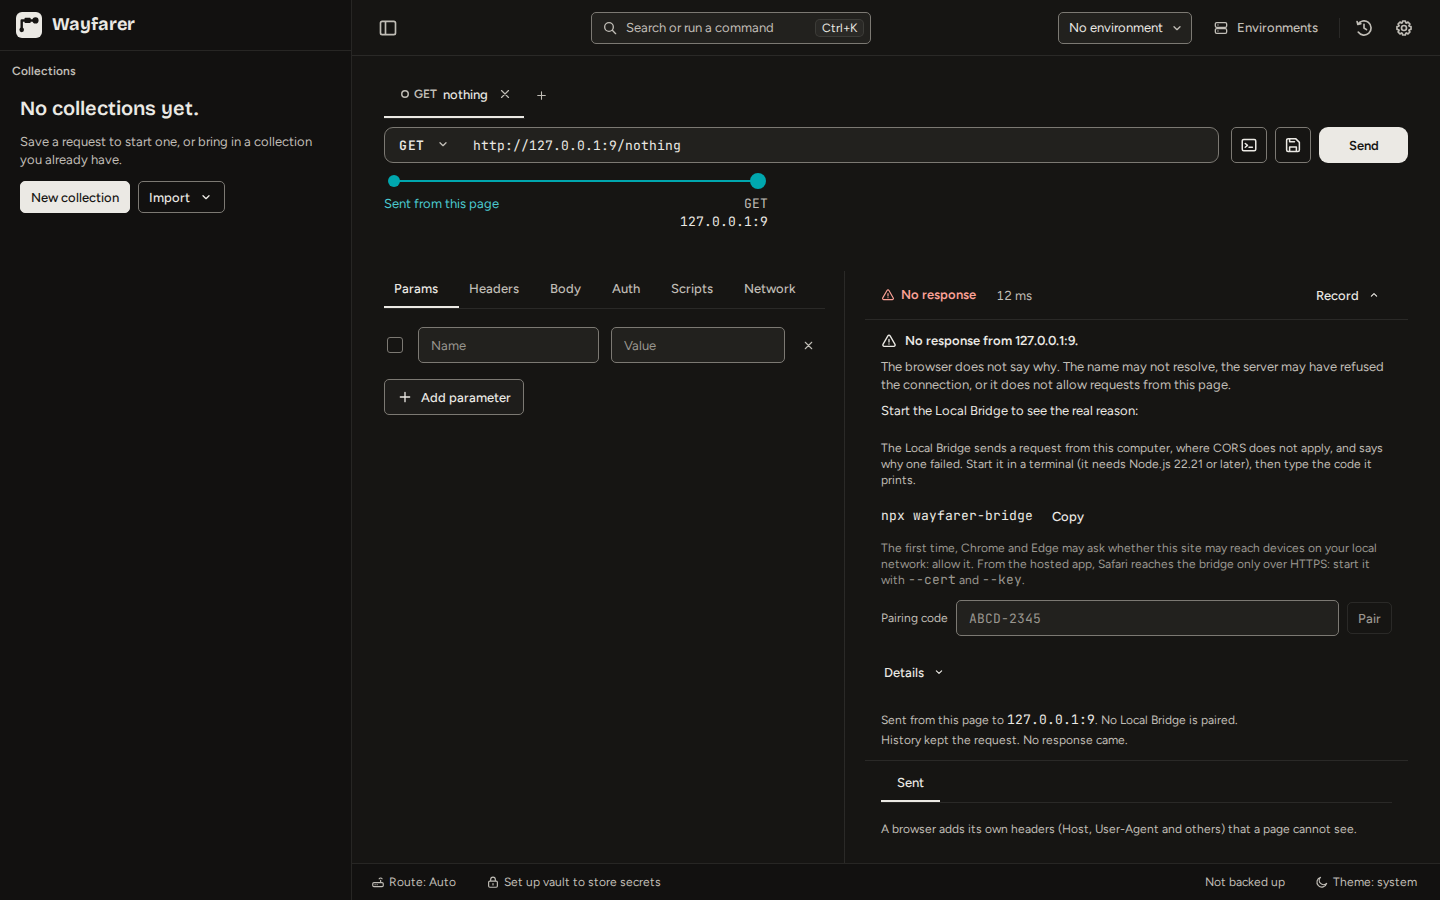 Wayfarer
Search or run a command
Ctrl+K
No environment
Environments
Collections
No collections yet.
Save a request to start one, or bring in a collection
you already have.
New collection
Import
GET nothing
GET
http://127.0.0.1:9/nothing
Send
Sent from this page
GET
127.0.0.1:9
Params
Headers
Body
Auth
Scripts
Network
Name
Value
Add parameter
No response
12 ms
Record
No response from 127.0.0.1:9.
The browser does not say why. The name may not resolve, the server may have refused
the connection, or it does not allow requests from this page.
Start the Local Bridge to see the real reason:
The Local Bridge sends a request from this computer, where CORS does not apply, and says
why one failed. Start it in a terminal (it needs Node.js 22.21 or later), then type the code it
prints.
npx wayfarer-bridge
Copy
The first time, Chrome and Edge may ask whether this site may reach devices on your local
network: allow it. From the hosted app, Safari reaches the bridge only over HTTPS: start it
with --cert and --key.
Pairing code
ABCD-2345
Pair
Details
Sent from this page to 127.0.0.1:9. No Local Bridge is paired.
History kept the request. No response came.
Sent
A browser adds its own headers (Host, User-Agent and others) that a page cannot see.
Route: Auto
Set up vault to store secrets
Not backed up
Theme: system